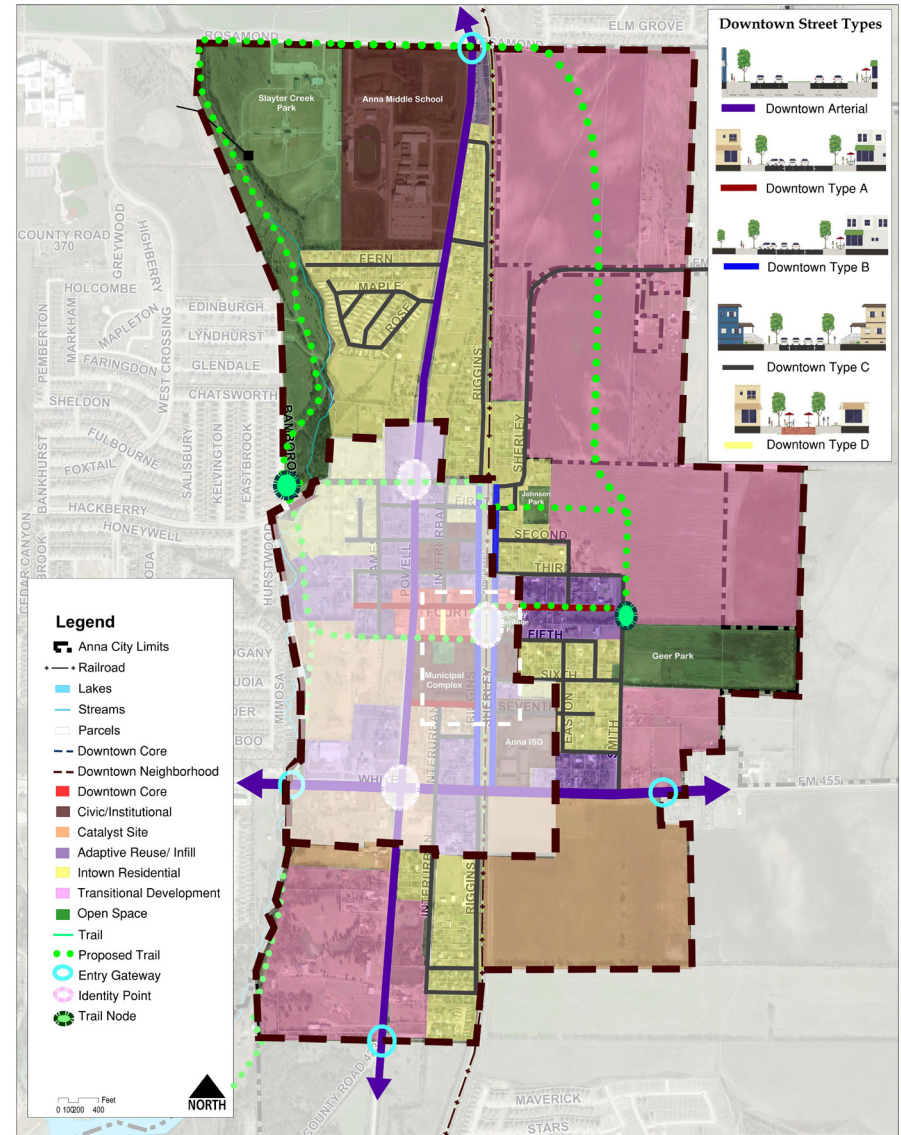 ROSAMOND
ROSAMOND
ELM GROVE
Downtown Street Types
Downtown Arterial
Downtown Type A
Downtown Type B
Downtown Type C
Downtown Type D
Slayter Creek
Park
Anna Middle School
COUNTY ROAD
370
GREYWOOD
HIGHBERRY
HOLCOMBE
MARKHAM
PEMBERTON
MAPLETON
WEST CROSSING
EDINBURGH
LYNDHURST
FARINGDON
GLENDALE
CHATSWORTH
SHELDON
FULBOURNE
FOXTAIL
BANKHURST
SALISBURY
KELVINGTON
EASTBROOK
HACKBERRY
HONEYWELL
CEDAR CANYON
HURSTWOOD
MIMOSA
FERN
MAPLE
ROSE
RIGGINS
SHERLEY
FM
FIRST
Johnson
Park
SECOND
THIRD
JAMES
POWELL
INTERURBAN
FOURTH
FIFTH
SIXTH
SEVENTH
Municipal
Complex
RIGGINS
SHERLEY
INTERURBAN
Anna ISD
EASTON
SMITH
Geer Park
WHITE
FM 455
INTERURBAN
RIGGINS
COUNTY ROAD
MAVERICK
STARS
Legend
Anna City Limits
Railroad
Lakes
Streams
Parcels
Downtown Core
Downtown Neighborhood
Downtown Core
Civic/Institutional
Catalyst Site
Adaptive Reuse/ Infill
Intown Residential
Transitional Development
Open Space
Trail
Proposed Trail
Entry Gateway
Identity Point
Trail Node
Feet
0 100200 400
NORTH